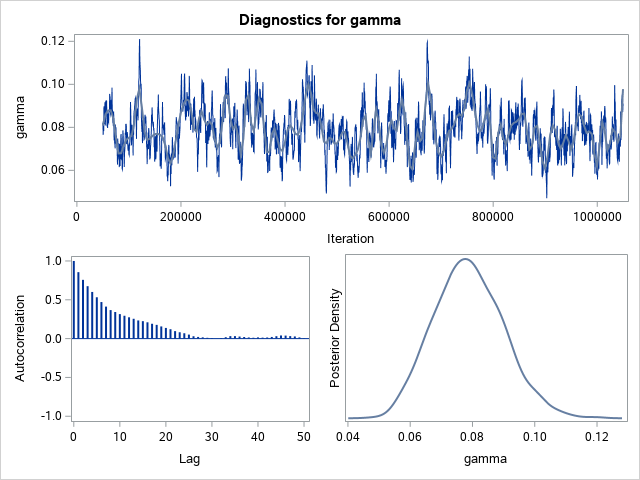 Diagnostics for gamma
gamma
0.12
0.10
0.08
0.06
0 200000 400000 600000 800000 1000000
Iteration
Autocorrelation
1.0
0.5
0.0
-0.5
-1.0
0 10 20 30 40 50
Lag
Posterior Density
0.04 0.06 0.08 0.10 0.12
gamma